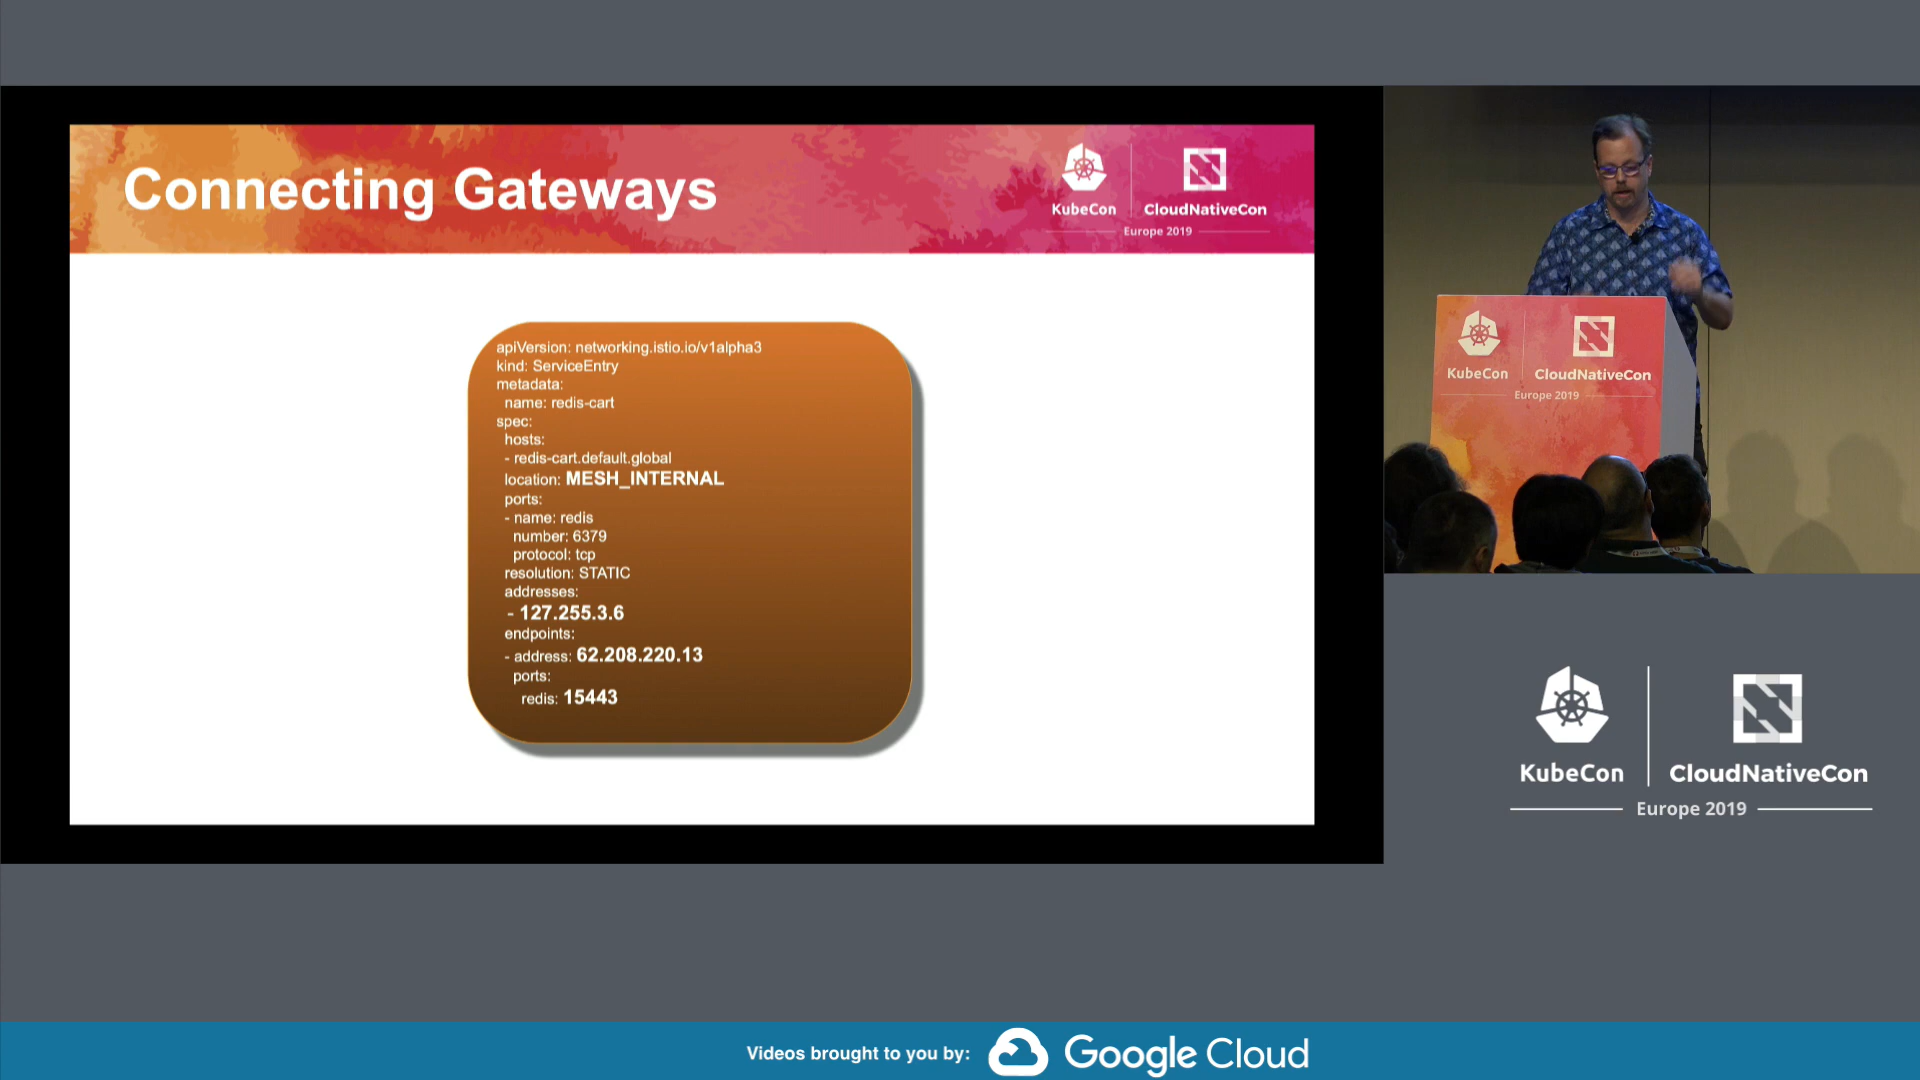 Connecting Gateways
KubeCon
CloudNativeCon
Europe 2019
apiVersion: networking.istio.io/v1alpha3
kind: ServiceEntry
metadata:
name: redis-cart
spec:
hosts:
- redis-cart.default.global
location: MESH_INTERNAL
ports:
- name: redis
number: 6379
protocol: tcp
resolution: STATIC
addresses:
- 127.255.3.6
endpoints:
- address: 62.208.220.13
ports:
redis: 15443
KubeCon
CloudNativeCon
Europe 2019
KubeCon
CloudNativeCon
Europe 2019
Videos brought to you by:
Google Cloud